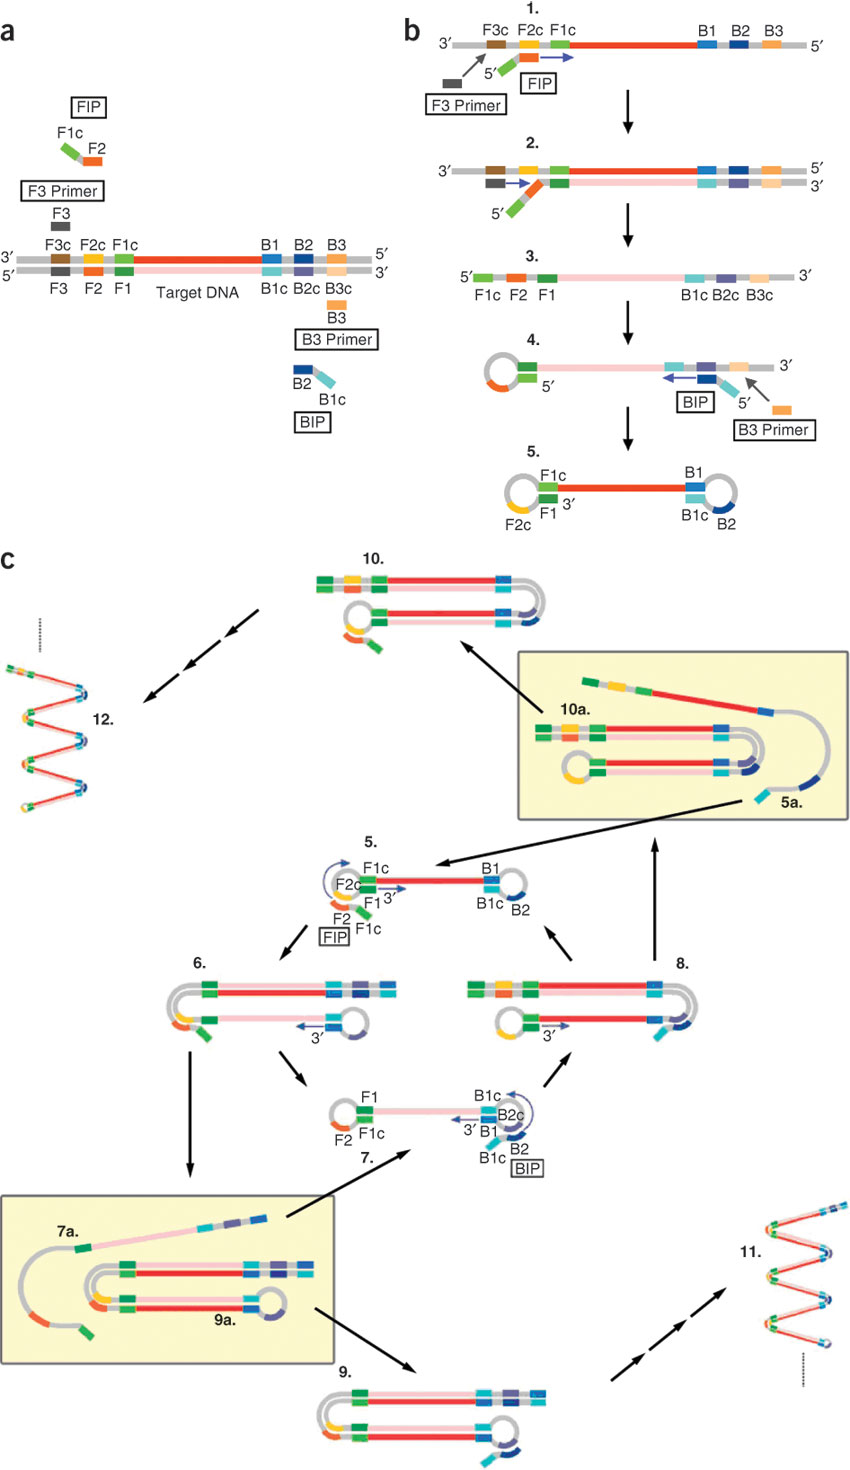 a
FIP
F1c
F2
F3 Primer
F3
F3c F2c F1c B1 B2 B3
3′ 5′
5′ 3′
F3 F2 F1 Target DNA B1c B2c B3c
B3
B3 Primer
B2
B1c
BIP
b
1.
F3c F2c F1c B1 B2 B3
3′ 5′
5′
FIP
F3 Primer
2.
3′ 5′
3′
5′
3.
5′ 3′
F1c F2 F1 B1c B2c B3c
4.
3′
5′
BIP 5′
B3 Primer
5.
F1c B1
3′
F2c F1 B1c B2
c
10.
12.
10a.
5a.
5.
F1c B1
F2c
F1 3′ B1c B2
F2 F1c
FIP
6.
3′
8.
3′
F1 B1c
B2c
3′ B1
F2 F1c B1c B2
BIP
7.
7a.
9a.
11.
9.